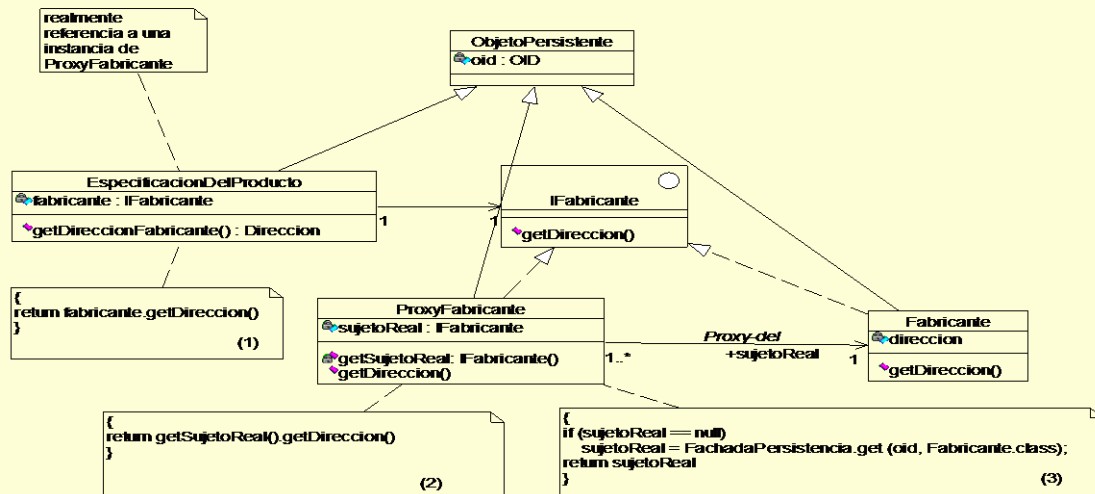 realmente
referencia a una
instancia de
ProxyFabricante
ObjetoPersistente
oid : OID
EspecificacionDelProducto
fabricante : IFabricante
getDireccionFabricante() : Direccion
1
1
IFabricante
getDireccion()
{
return fabricante.getDireccion()
}
(1)
ProxyFabricante
sujetoReal : IFabricante
getSujetoReal: IFabricante()
getDireccion()
1..*
Proxy-del
+sujetoReal
1
Fabricante
direccion
getDireccion()
{
return getSujetoReal().getDireccion()
}
(2)
{
if (sujetoReal == null)
sujetoReal = FachadaPersistencia.get (oid, Fabricante.class);
return sujetoReal
}
(3)